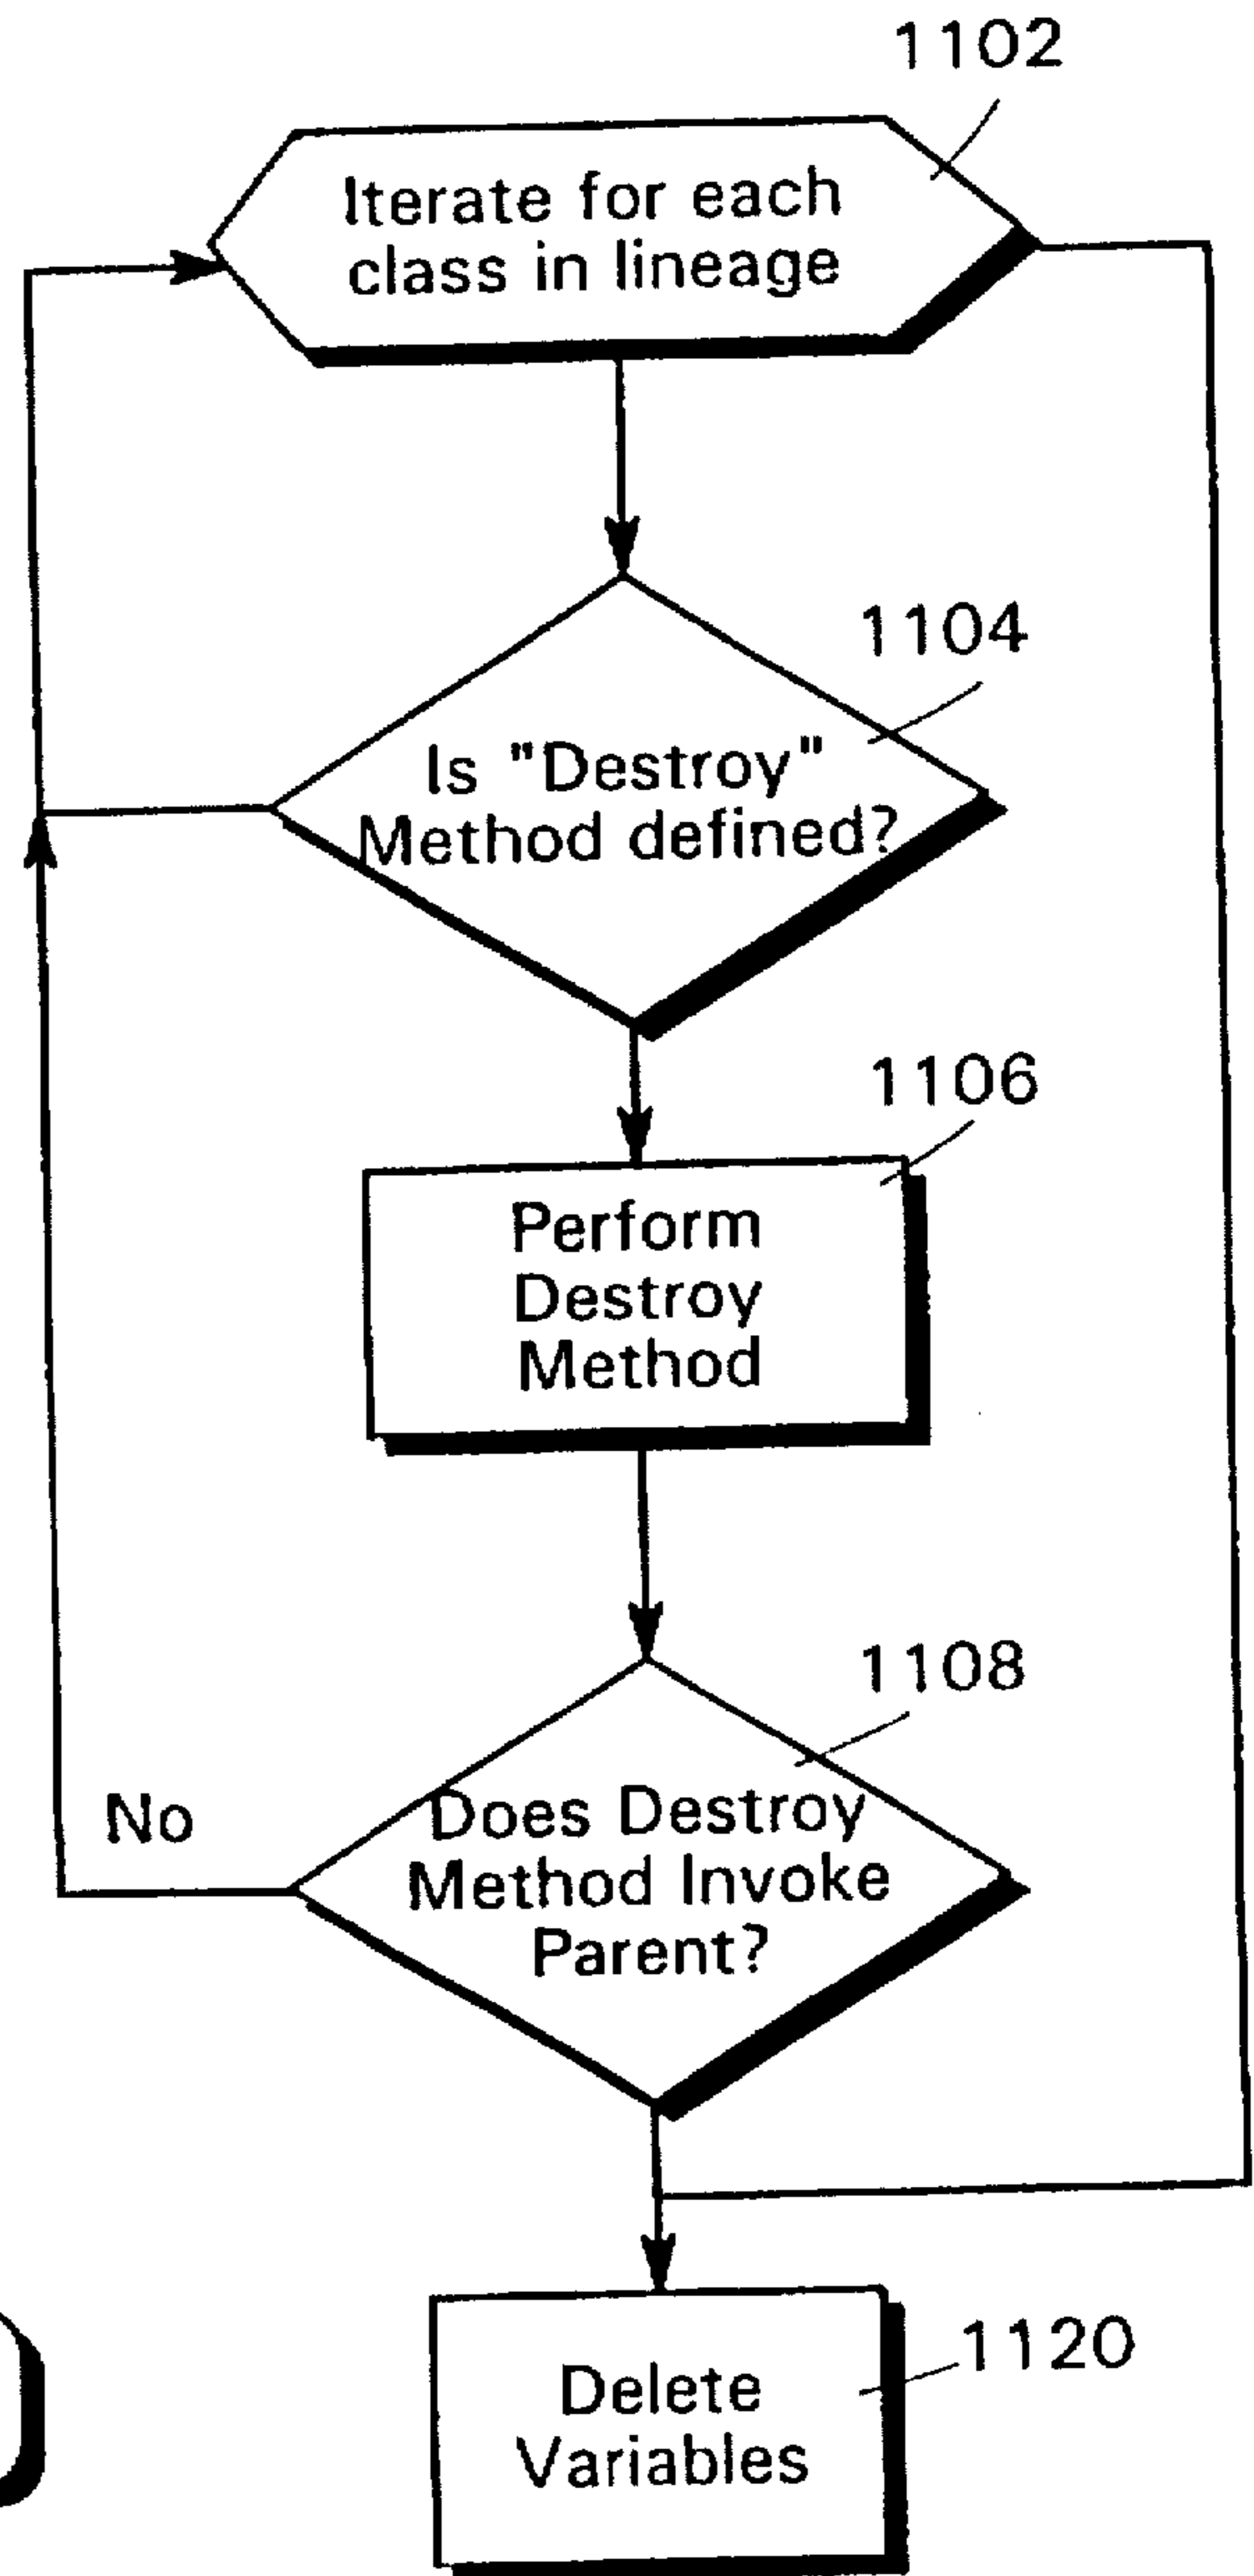 1102
Iterate for each
class in lineage
1104
Is "Destroy"
Method defined?
1106
Perform
Destroy
Method
1108
No
Does Destroy
Method Invoke
Parent?
1120
Delete
Variables